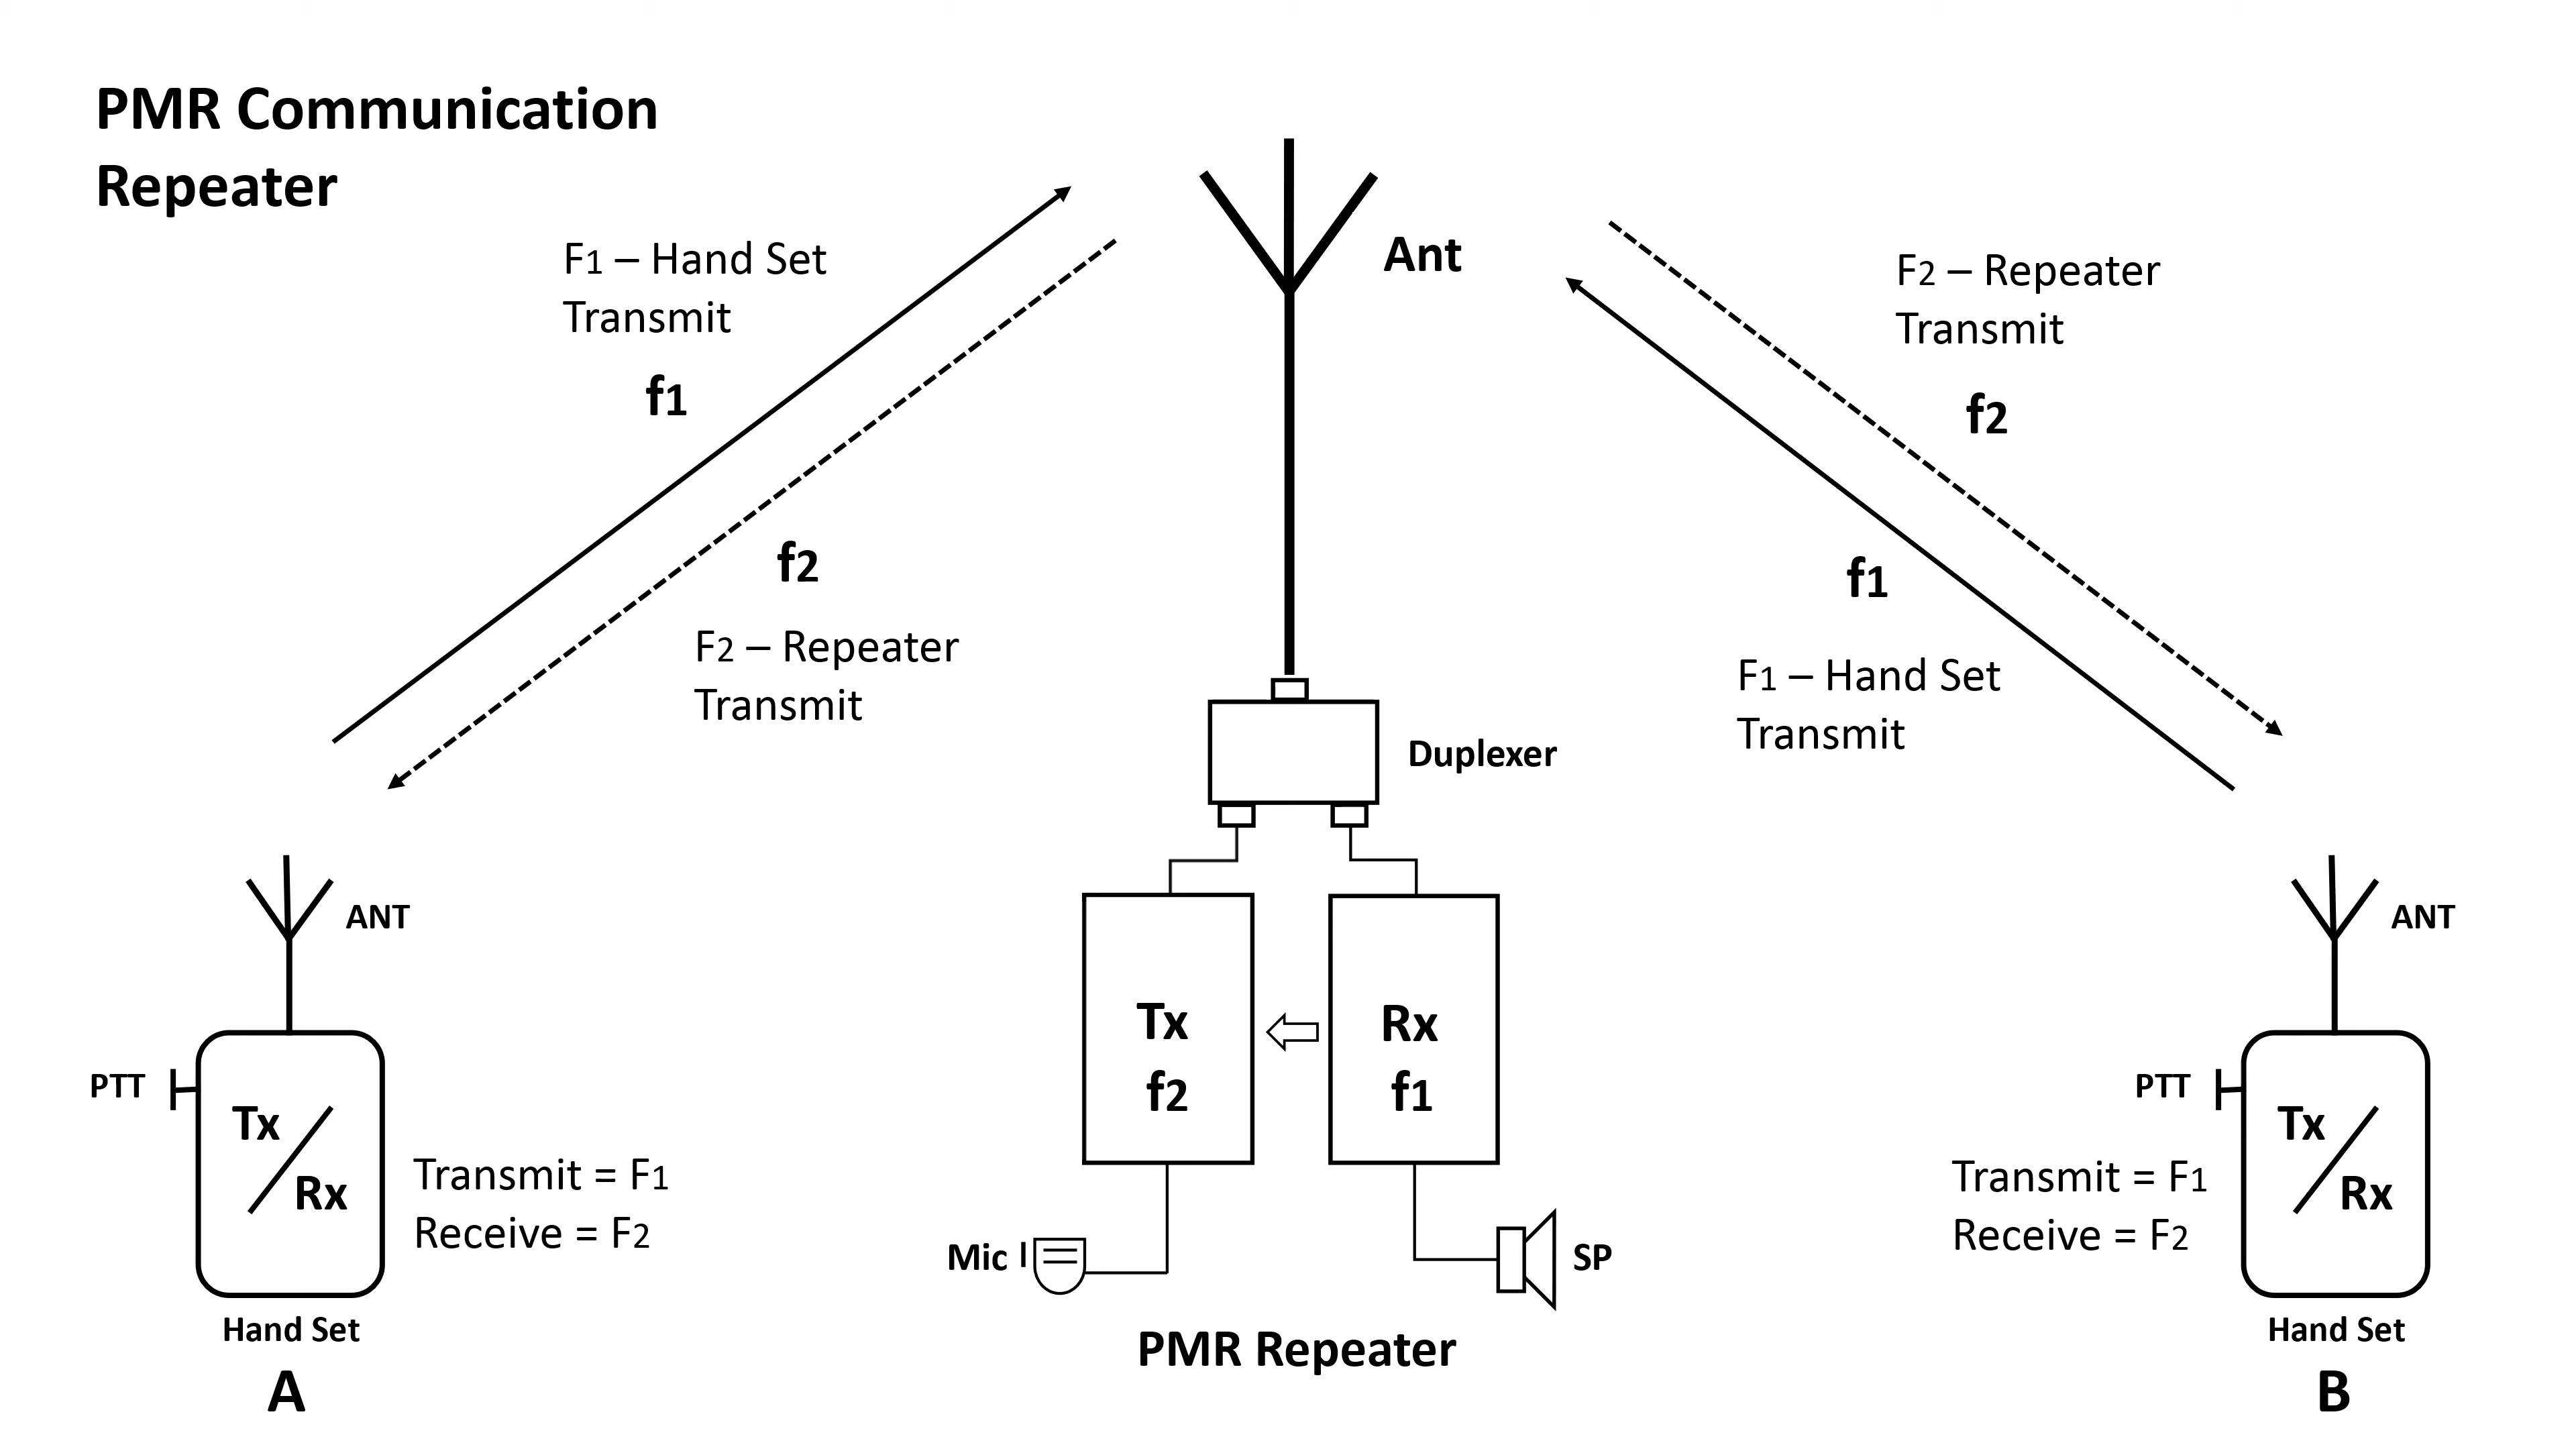 PMR Communication
Repeater
F1 – Hand Set
Transmit
f1
f2
F2 – Repeater
Transmit
Ant
F2 – Repeater
Transmit
f2
f1
F1 – Hand Set
Transmit
Duplexer
ANT
PTT
Tx
Rx
Transmit = F1
Receive = F2
Hand Set
A
Tx
f2
Rx
f1
Mic
SP
PMR Repeater
ANT
PTT
Tx
Rx
Transmit = F1
Receive = F2
Hand Set
B